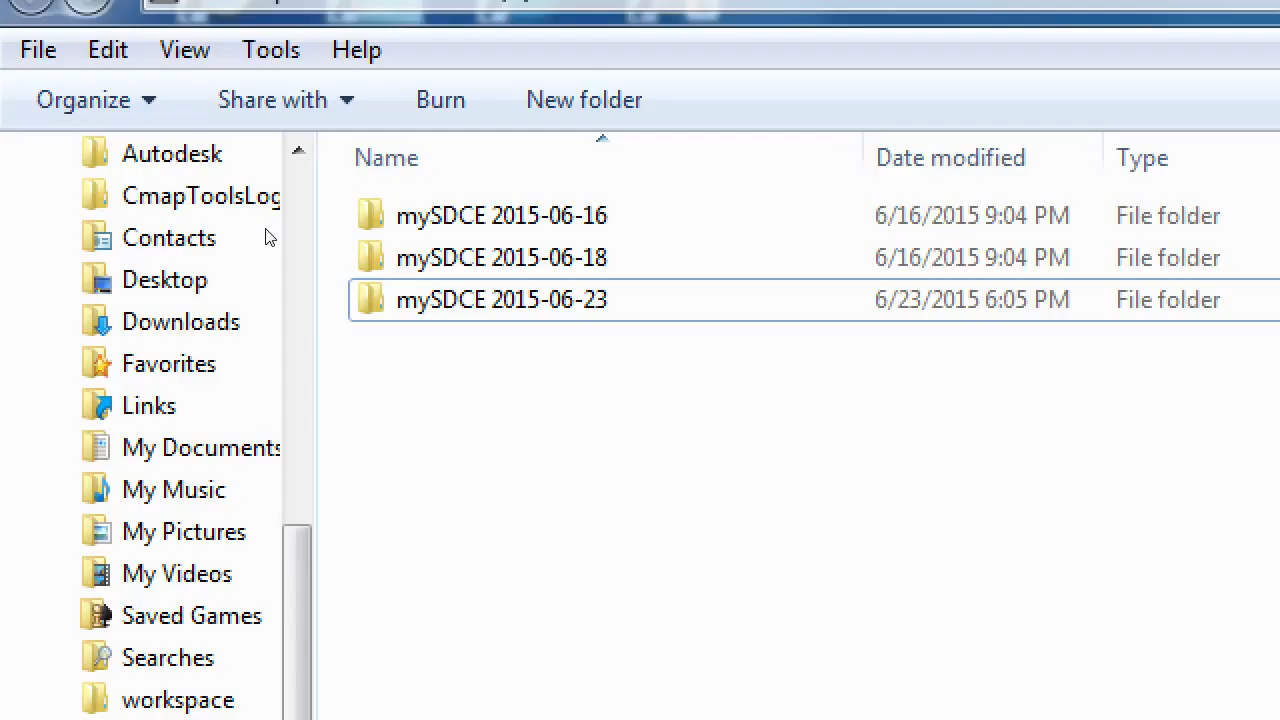 File Edit View Tools Help
Organize Share with Burn New folder
Autodesk
CmapToolsLog
Contacts
Desktop
Downloads
Favorites
Links
My Documents
My Music
My Pictures
My Videos
Saved Games
Searches
workspace
Name Date modified Type
mySDCE 2015-06-16 6/16/2015 9:04 PM File folder
mySDCE 2015-06-18 6/16/2015 9:04 PM File folder
mySDCE 2015-06-23 6/23/2015 6:05 PM File folder